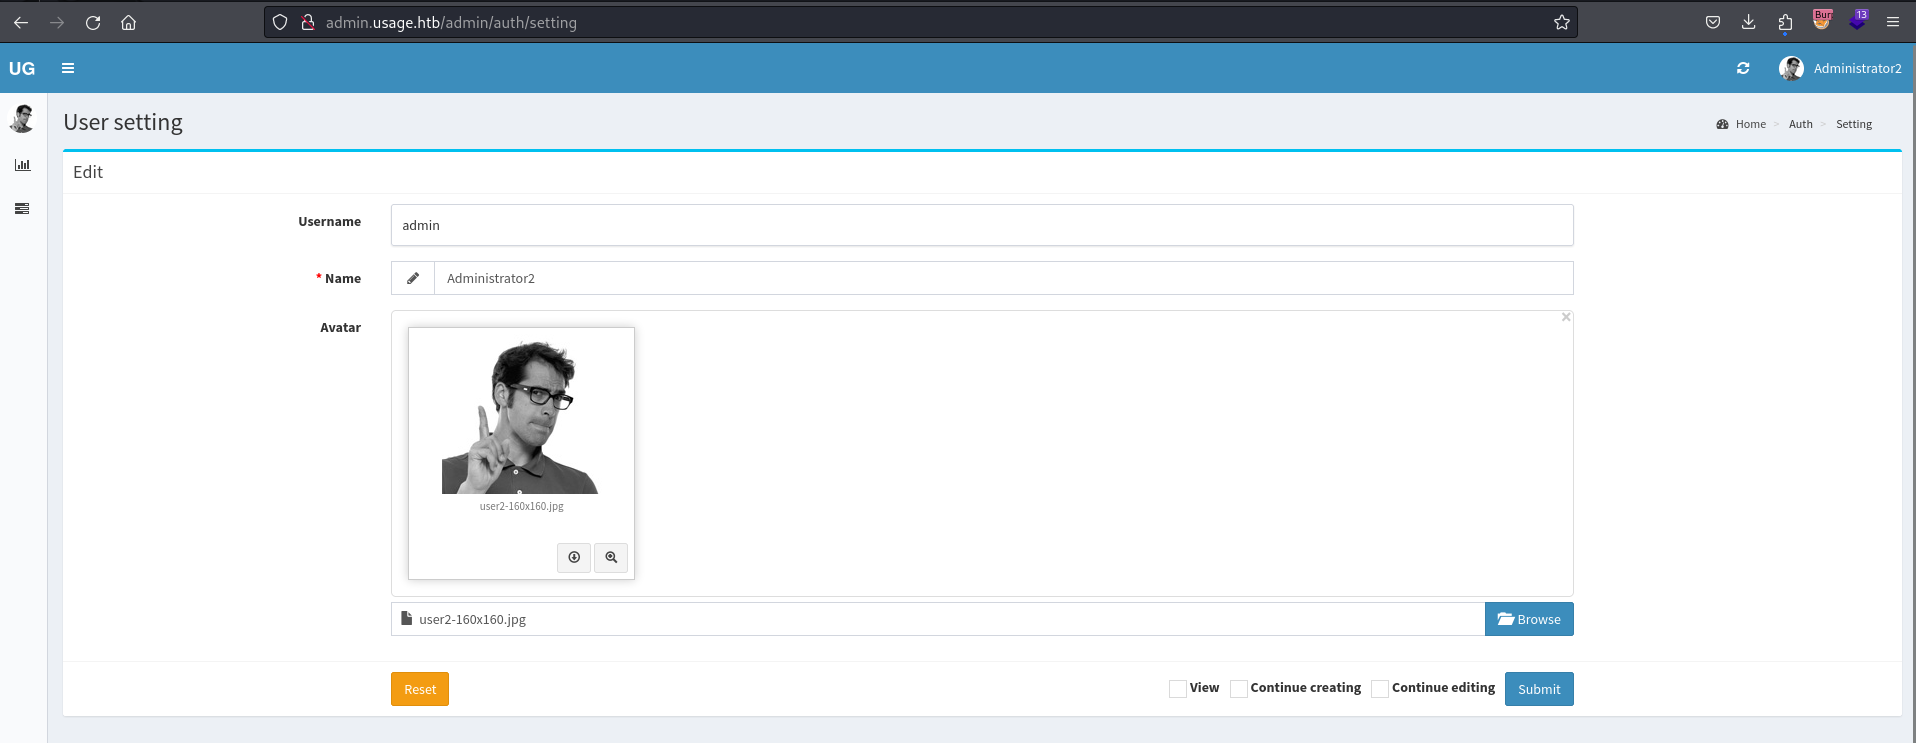 admin.usage.htb/admin/auth/setting
Burr
13
UG
Administrator2
User setting
Home > Auth > Setting
Edit
Username
admin
* Name
Administrator2
Avatar
×
user2-160x160.jpg
user2-160x160.jpg
Browse
Reset
View
Continue creating
Continue editing
Submit